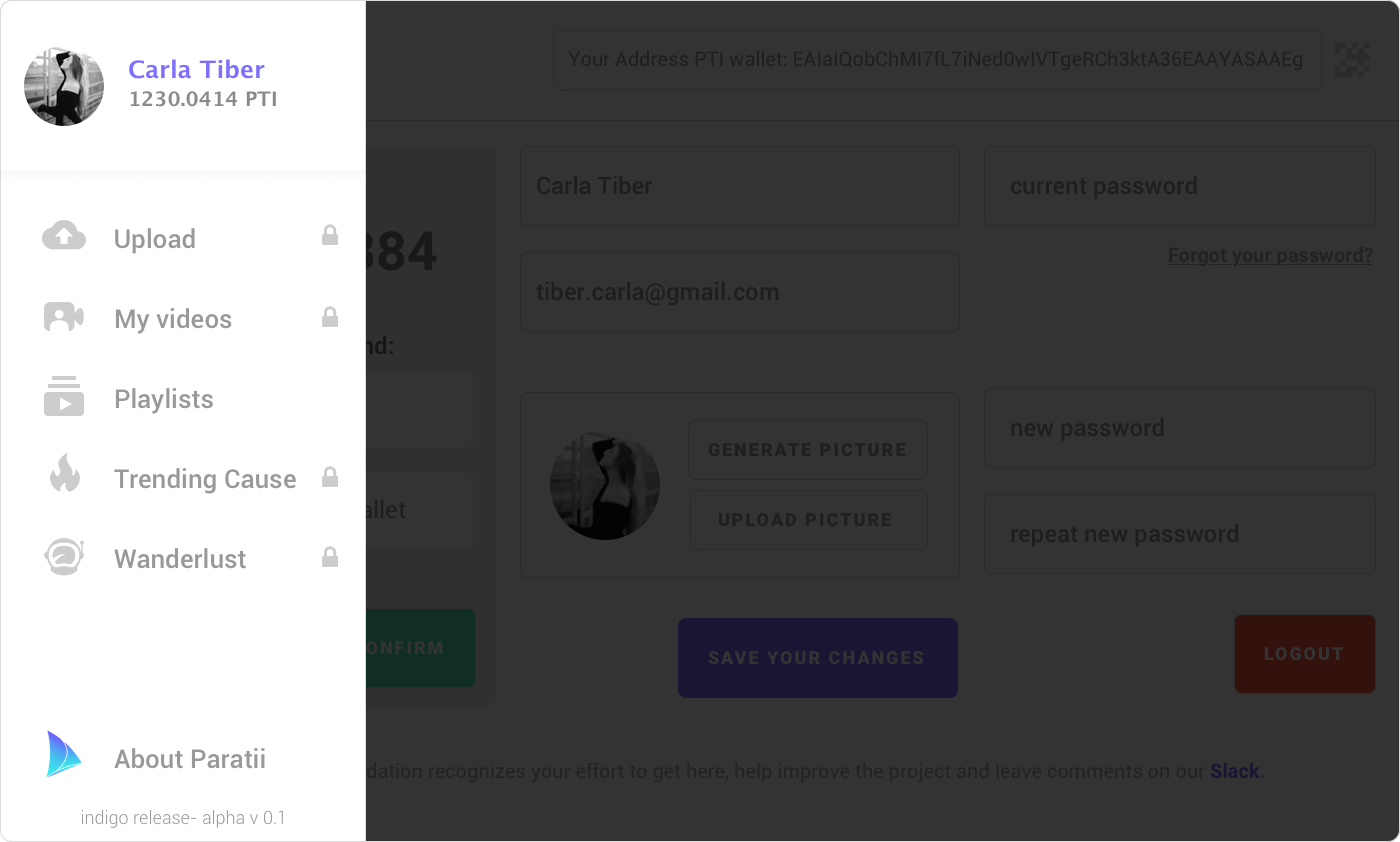 Carla Tiber
1230.0414 PTI
Upload
My videos
Playlists
Trending Cause
Wanderlust
About Paratii
indigo release- alpha v 0.1
Your Address PTI wallet: EAIaIQobChMI7fL7iNed0wIVTgeRCh3ktA36EAAYASAAEg
384
nd:
allet
ONFIRM
Carla Tiber
tiber.carla@gmail.com
GENERATE PICTURE
UPLOAD PICTURE
SAVE YOUR CHANGES
current password
Forgot your password?
new password
repeat new password
LOGOUT
dation recognizes your effort to get here, help improve the project and leave comments on our Slack.